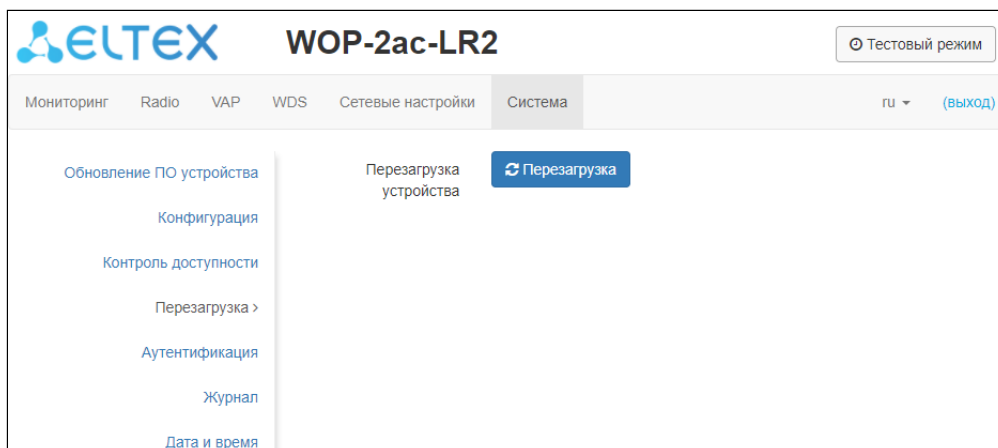 ELTEX
WOP-2ac-LR2
Тестовый режим
Мониторинг Radio VAP WDS Сетевые настройки Система ru (выход)
Обновление ПО устройства
Конфигурация
Контроль доступности
Перезагрузка >
Аутентификация
Журнал
Дата и время
Перезагрузка
устройства
Перезагрузка